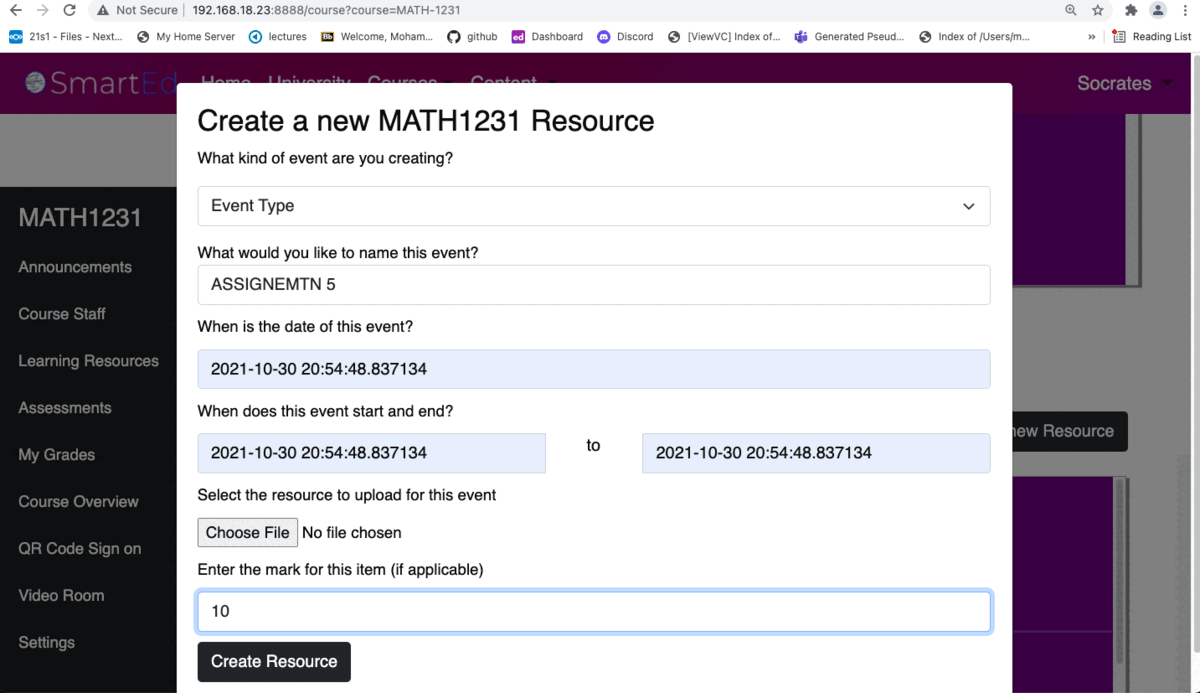 Not Secure 192.168.18.23:8888/course?course=MATH-1231
21s1 - Files - Next... My Home Server lectures Bb Welcome, Moham... github ed Dashboard Discord [ViewVC] Index of... Generated Pseud... Index of /Users/m... » Reading List
SmartEd Home University Courses Content Socrates
Create a new MATH1231 Resource
What kind of event are you creating?
Event Type
MATH1231
What would you like to name this event?
Announcements
ASSIGNEMTN 5
Course Staff
When is the date of this event?
Learning Resources
2021-10-30 20:54:48.837134
Assessments
When does this event start and end?
new Resource
My Grades
2021-10-30 20:54:48.837134 to 2021-10-30 20:54:48.837134
Course Overview
Select the resource to upload for this event
Choose File No file chosen
QR Code Sign on
Enter the mark for this item (if applicable)
Video Room
10
Settings
Create Resource